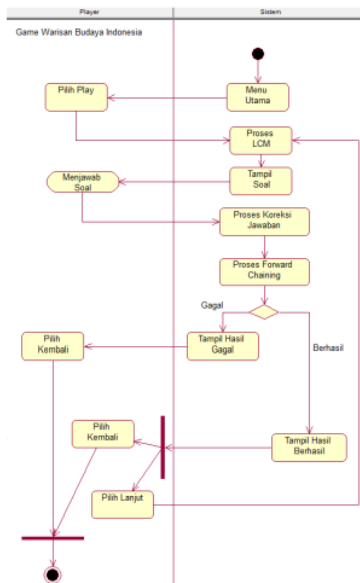 Player
Sistem
Game Warisan Budaya Indonesia
Pilih Play
Menu
Utama
Proses
LCM
Menjawab
Soal
Tampil
Soal
Proses Koreksi
Jawaban
Proses Forward
Chaining
Gagal
Berhasil
Pilih
Kembali
Tampil Hasil
Gagal
Pilih
Kembali
Tampil Hasil
Berhasil
Pilih Lanjut